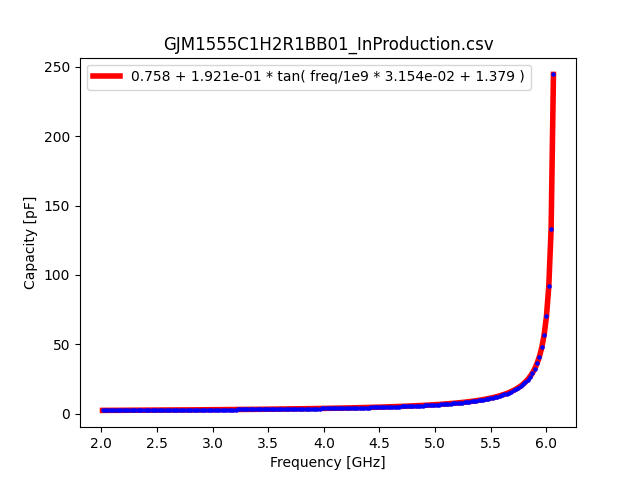 GJM1555C1H2R1BB01_InProduction.csv
0.758 + 1.921e-01 * tan( freq/1e9 * 3.154e-02 + 1.379 )
250
200
150
100
50
0
Capacity [pF]
2.0 2.5 3.0 3.5 4.0 4.5 5.0 5.5 6.0
Frequency [GHz]